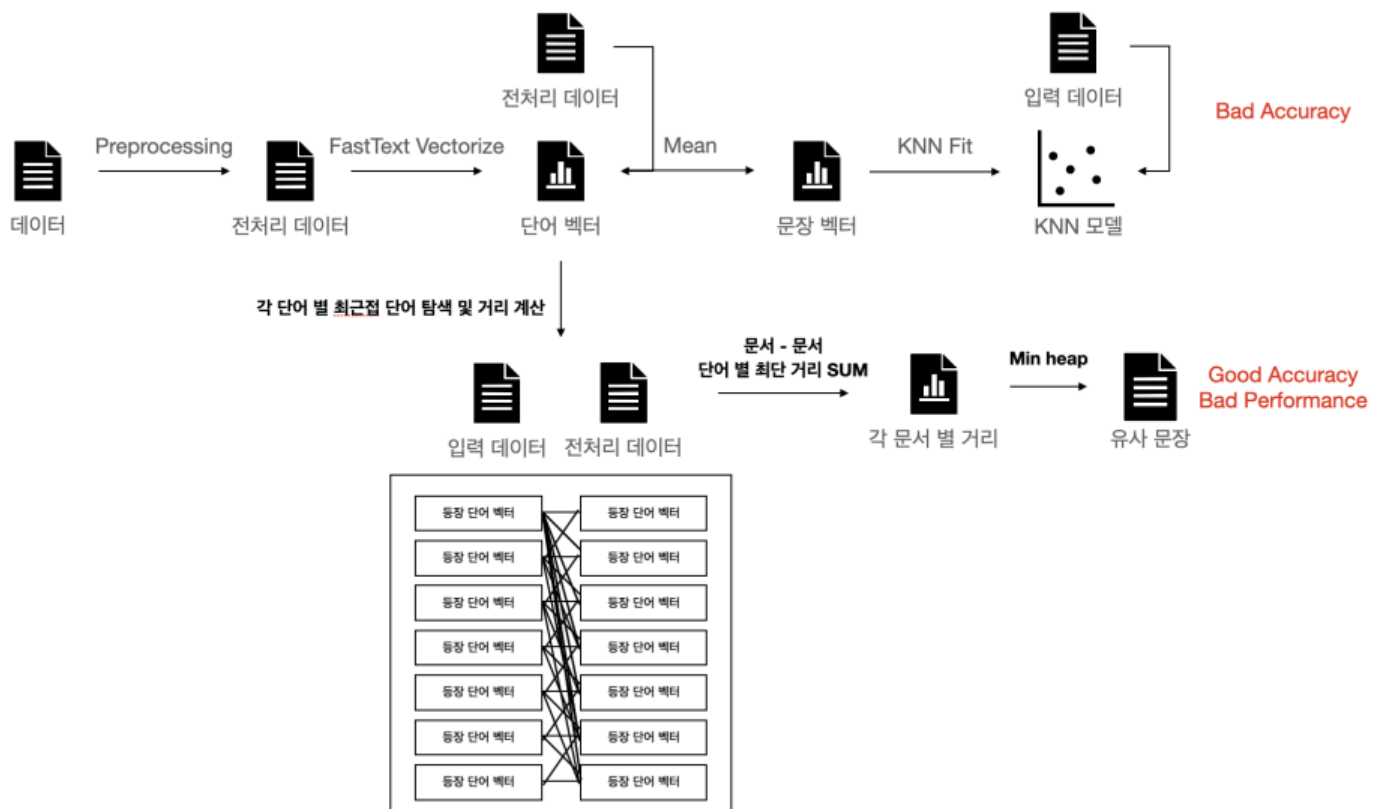 전처리 데이터
입력 데이터
Bad Accuracy
Preprocessing
FastText Vectorize
Mean
KNN Fit
데이터
전처리 데이터
단어 벡터
문장 벡터
KNN 모델
각 단어 별 최근접 단어 탐색 및 거리 계산
문서 - 문서
단어 별 최단 거리 SUM
Min heap
Good Accuracy
Bad Performance
입력 데이터
전처리 데이터
각 문서 별 거리
유사 문장
등장 단어 벡터
등장 단어 벡터
등장 단어 벡터
등장 단어 벡터
등장 단어 벡터
등장 단어 벡터
등장 단어 벡터
등장 단어 벡터
등장 단어 벡터
등장 단어 벡터
등장 단어 벡터
등장 단어 벡터
등장 단어 벡터
등장 단어 벡터